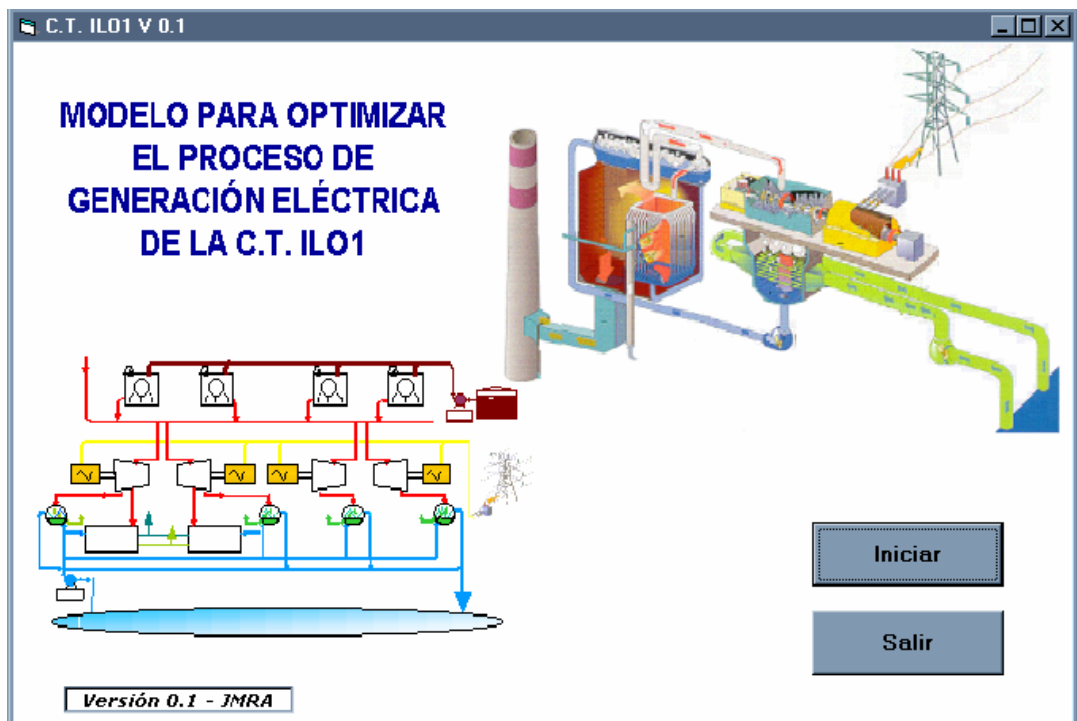 C.T. ILO1 V 0.1
MODELO PARA OPTIMIZAR
EL PROCESO DE
GENERACIÓN ELÉCTRICA
DE LA C.T. ILO1
Iniciar
Salir
Versión 0.1 - JMRA